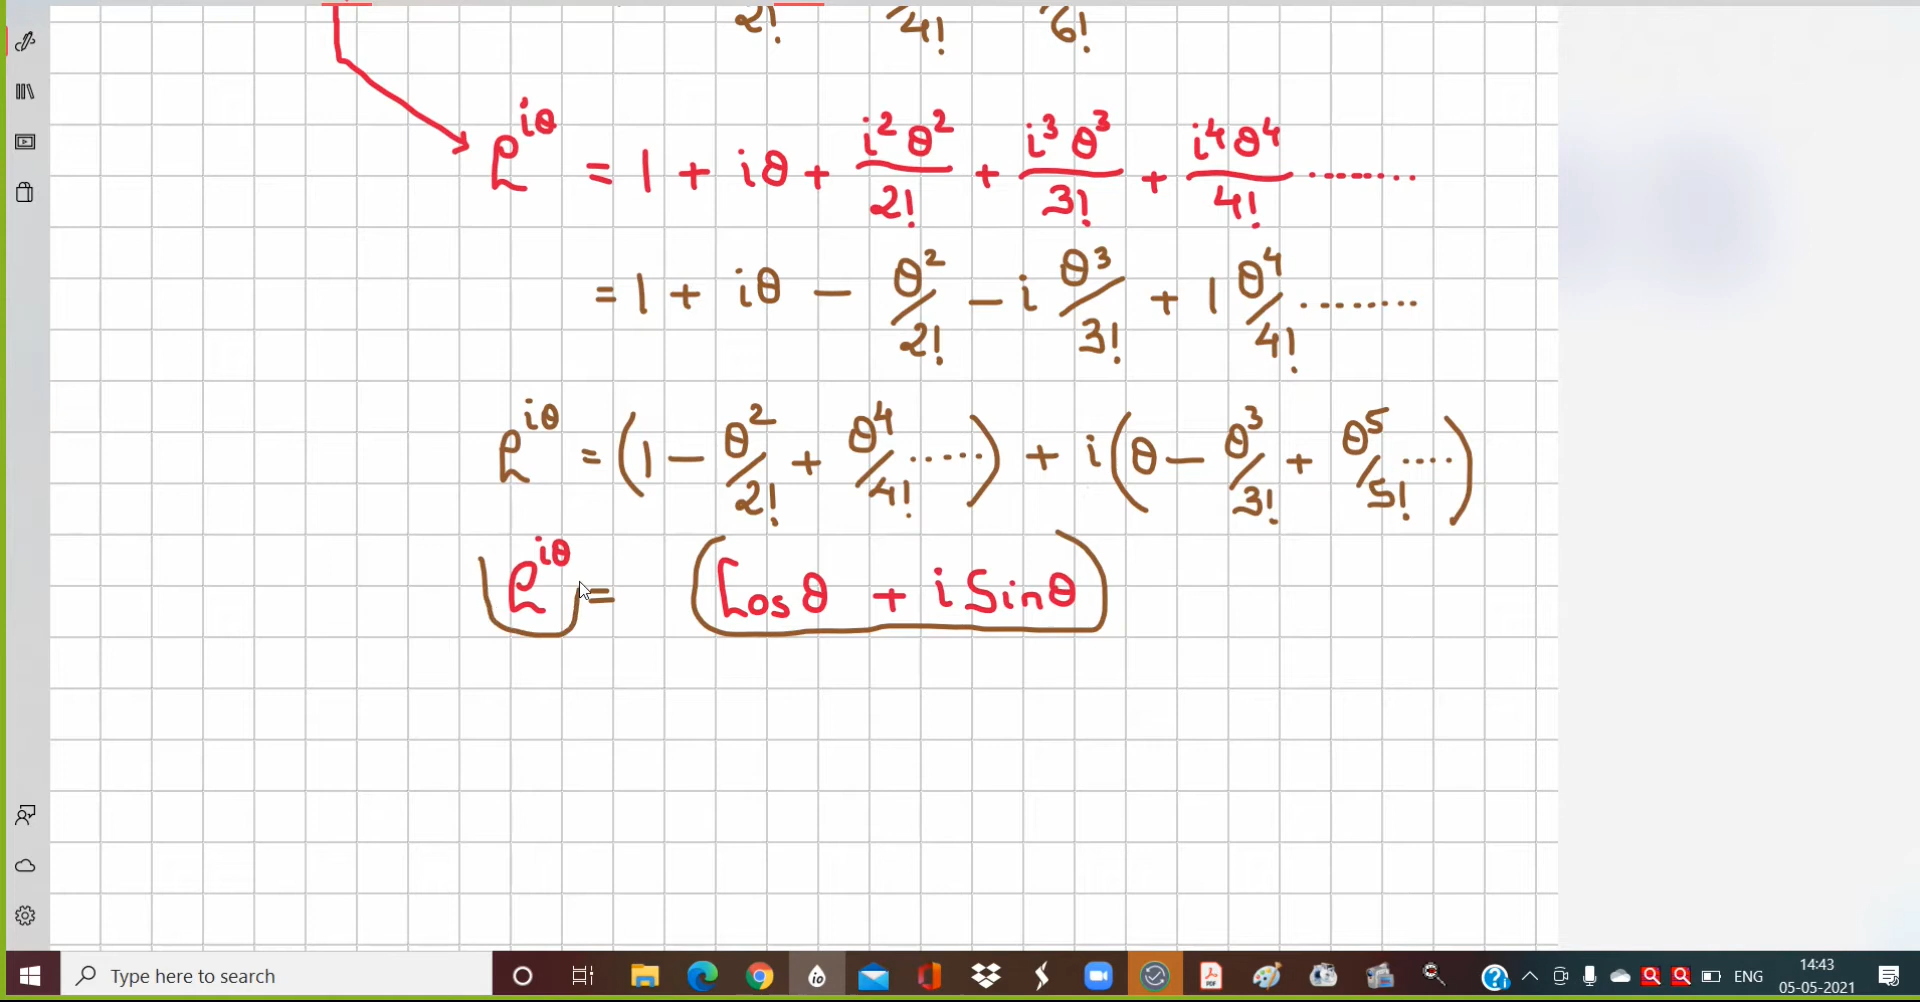 2! 4! 6!
e^{iθ} = 1 + iθ + i²θ²/2! + i³θ³/3! + i⁴θ⁴/4! ........
= 1 + iθ − θ²/2! − i θ³/3! + 1 θ⁴/4! ........
e^{iθ} = (1 − θ²/2! + θ⁴/4! .....) + i(θ − θ³/3! + θ⁵/5! ....)
e^{iθ} = (Cosθ + i Sinθ)
Type here to search
ENG
14:43
05-05-2021